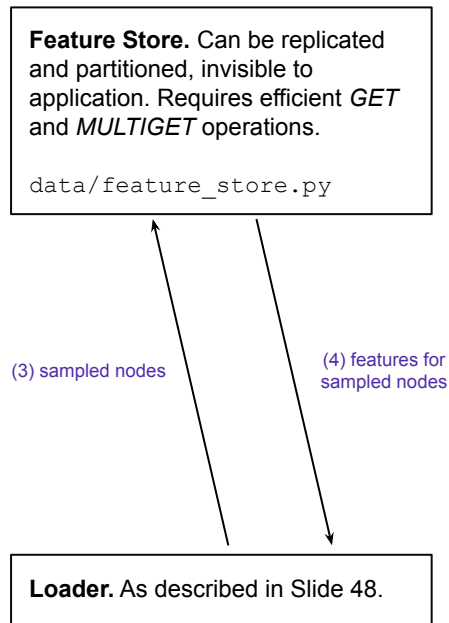 Feature Store. Can be replicated
and partitioned, invisible to
application. Requires efficient GET
and MULTIGET operations.
data/feature_store.py
(3) sampled nodes
(4) features for
sampled nodes
Loader. As described in Slide 48.